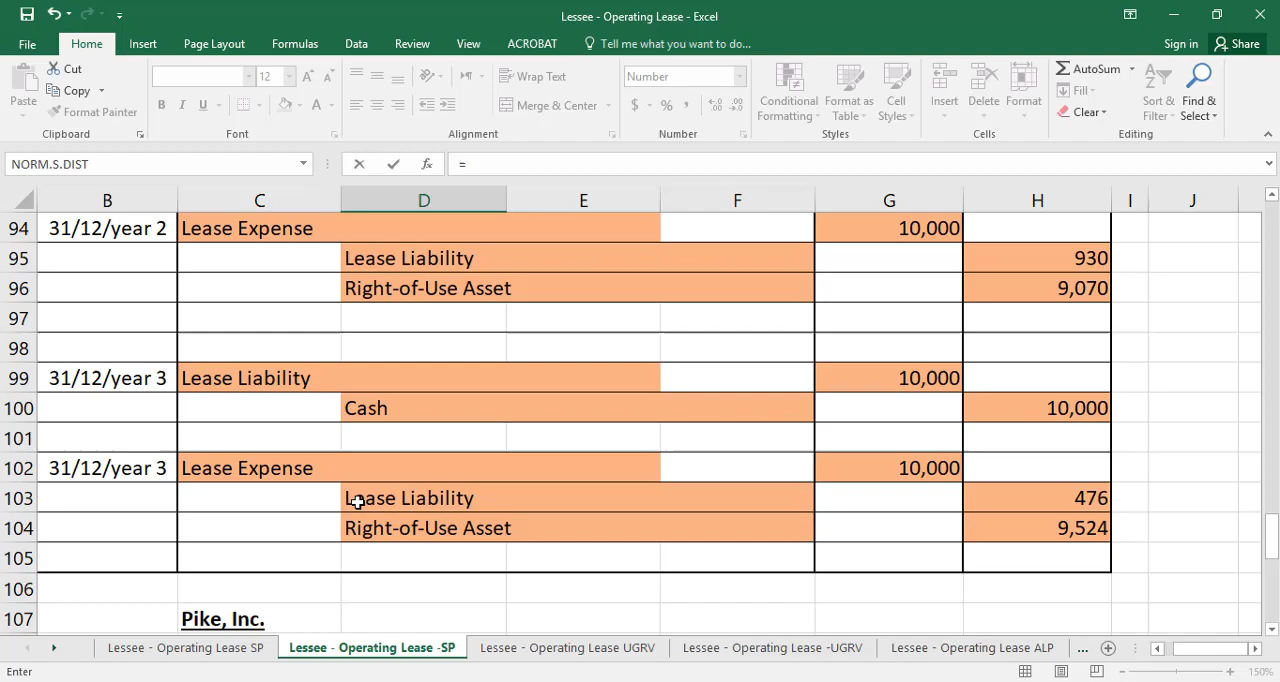 Lessee - Operating Lease - Excel
File Home Insert Page Layout Formulas Data Review View ACROBAT Tell me what you want to do... Sign in Share
Cut
Copy
Format Painter
Paste
Clipboard
12
B I U A
Font
Wrap Text
Merge & Center
Alignment
Number
$ % ,
Number
Conditional Formatting
Format as Table
Cell Styles
Styles
Insert Delete Format
Cells
AutoSum
Fill
Clear
Sort & Filter
Find & Select
Editing
NORM.S.DIST fx =
B C D E F G H I J
94 31/12/year 2 Lease Expense 10,000
95 Lease Liability 930
96 Right-of-Use Asset 9,070
97
98
99 31/12/year 3 Lease Liability 10,000
100 Cash 10,000
101
102 31/12/year 3 Lease Expense 10,000
103 Lease Liability 476
104 Right-of-Use Asset 9,524
105
106
107 Pike, Inc.
Lessee - Operating Lease SP Lessee - Operating Lease -SP Lessee - Operating Lease UGRV Lessee - Operating Lease -UGRV Lessee - Operating Lease ALP ...
Enter 150%